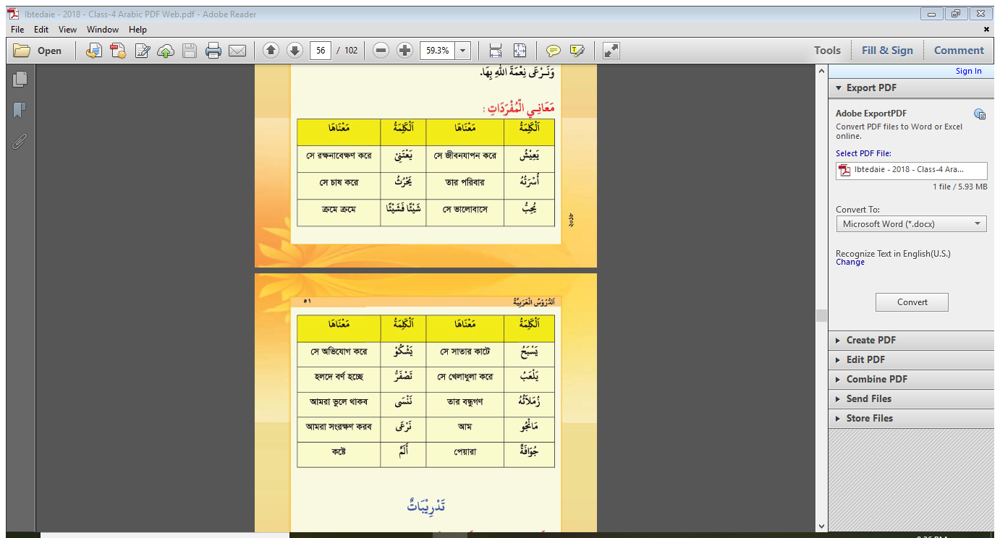 Ibtedaie - 2018 - Class-4 Arabic PDF Web.pdf - Adobe Reader
File Edit View Window Help
Open 56 / 102 59.3% Tools Fill & Sign Comment
Sign In
Export PDF
Adobe ExportPDF
Convert PDF files to Word or Excel
online.
Select PDF File:
Ibtedaie - 2018 - Class-4 Ara...
1 file / 5.93 MB
Convert To:
Microsoft Word (*.docx)
Recognize Text in English(U.S.)
Change
Convert
Create PDF
Edit PDF
Combine PDF
Send Files
Store Files
وَنَرْعَى نِعْمَةَ اللهِ بِهَا.
مَعَانِي الْمُفْرَدَاتِ :
اَلْكَلِمَةُ مَعْنَاهَا اَلْكَلِمَةُ مَعْنَاهَا
يَعِيْشُ সে জীবনযাপন করে يَعْتَنِيْ সে রক্ষনাবেক্ষণ করে
أُسْرَتُهُ তার পরিবার يَحْرُثُ সে চাষ করে
يُحِبُّ সে ভালোবাসে شَيْئًا فَشَيْئًا ক্রমে ক্রমে
২০১৮
اَلدُّرُوْسُ الْعَرَبِيَّةُ ٥١
اَلْكَلِمَةُ مَعْنَاهَا اَلْكَلِمَةُ مَعْنَاهَا
يَسْبَحُ সে সাতার কাটে يَشْكُوْ সে অভিযোগ করে
يَلْعَبُ সে খেলাধুলা করে تَصْفَرُّ হলদে বর্ণ হচ্ছে
زُمَلاَئُهُ তার বন্ধুগণ نَنْسَى আমরা ভুলে থাকব
مَانْجُو আম نَرْعَى আমরা সংরক্ষণ করব
جُوَافَةٌ পেয়ারা أَلَمٌ কষ্টে
تَدْرِيْبَاتٌ